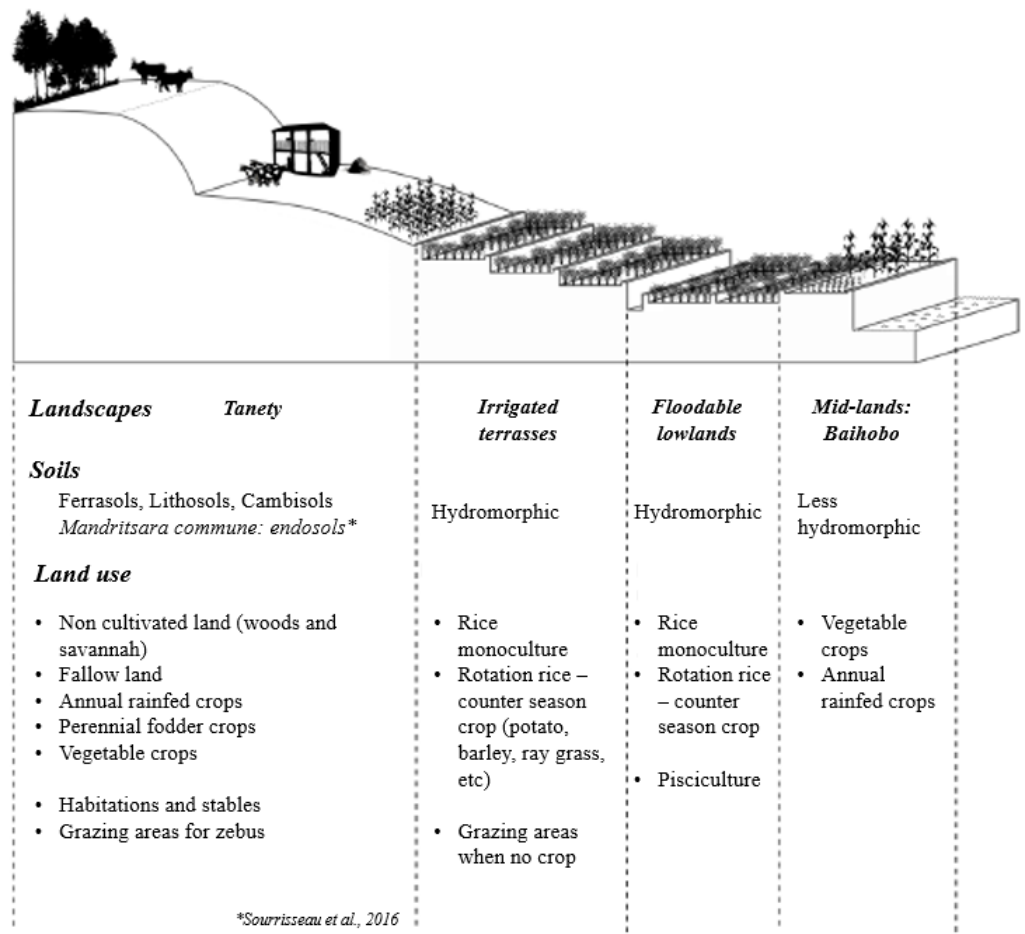 Landscapes
Tanety
Irrigated
terrasses
Floodable
lowlands
Mid-lands:
Baihobo
Soils
Ferrasols, Lithosols, Cambisols
Mandritsara commune: endosols*
Hydromorphic
Hydromorphic
Less
hydromorphic
Land use
• Non cultivated land (woods and
savannah)
• Fallow land
• Annual rainfed crops
• Perennial fodder crops
• Vegetable crops
• Habitations and stables
• Grazing areas for zebus
• Rice
monoculture
• Rotation rice –
counter season
crop (potato,
barley, ray grass,
etc)
• Grazing areas
when no crop
• Rice
monoculture
• Rotation rice
– counter
season crop
• Pisciculture
• Vegetable
crops
• Annual
rainfed crops
*Sourrisseau et al., 2016